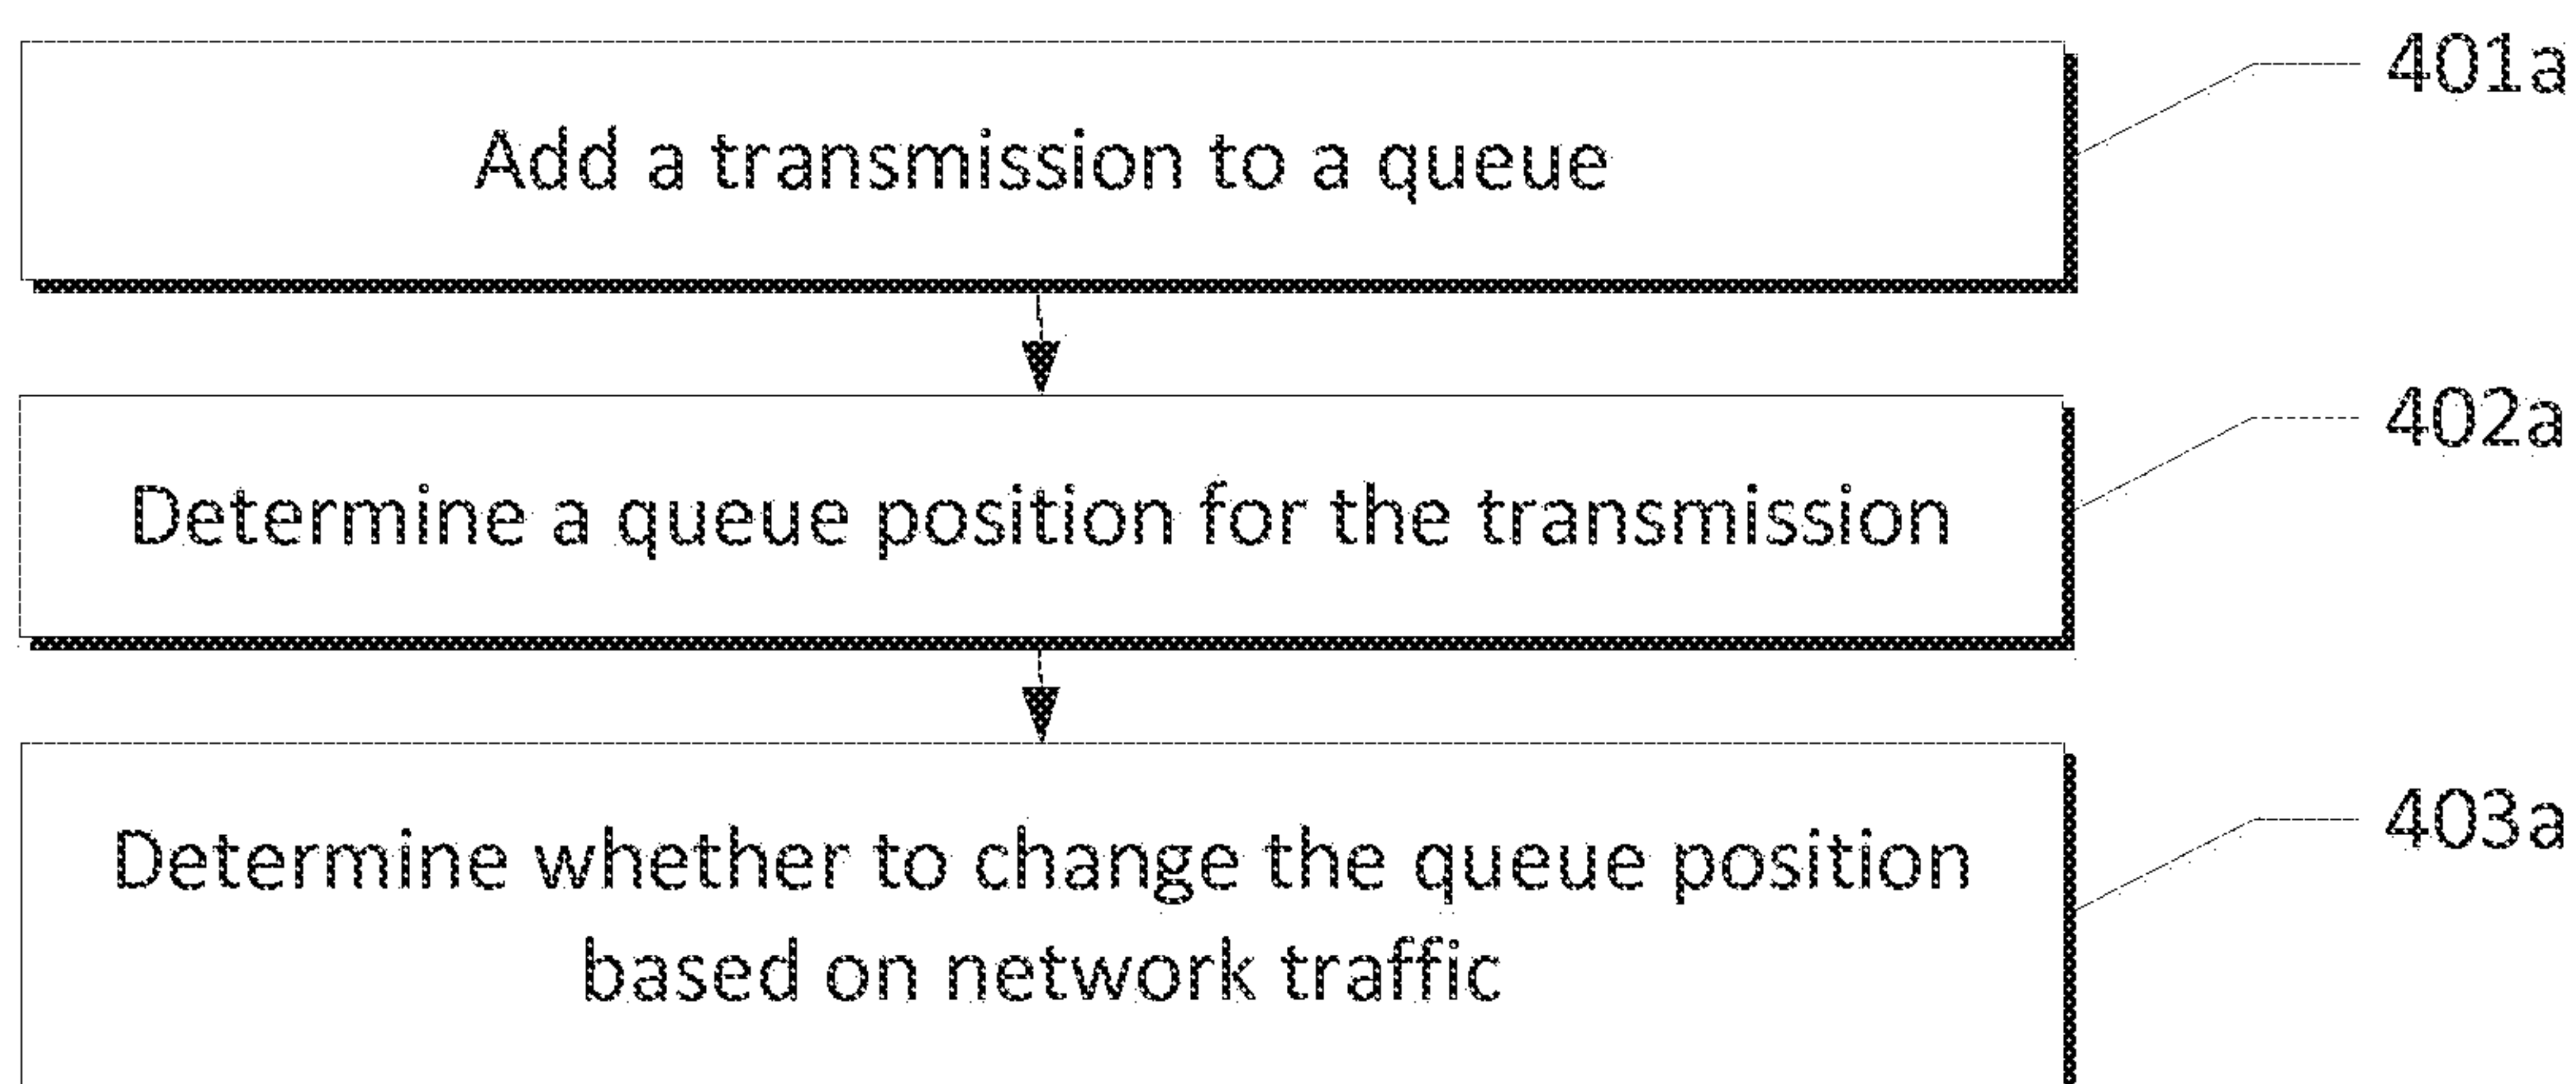 401a
Add a transmission to a queue
402a
Determine a queue position for the transmission
403a
Determine whether to change the queue position
based on network traffic